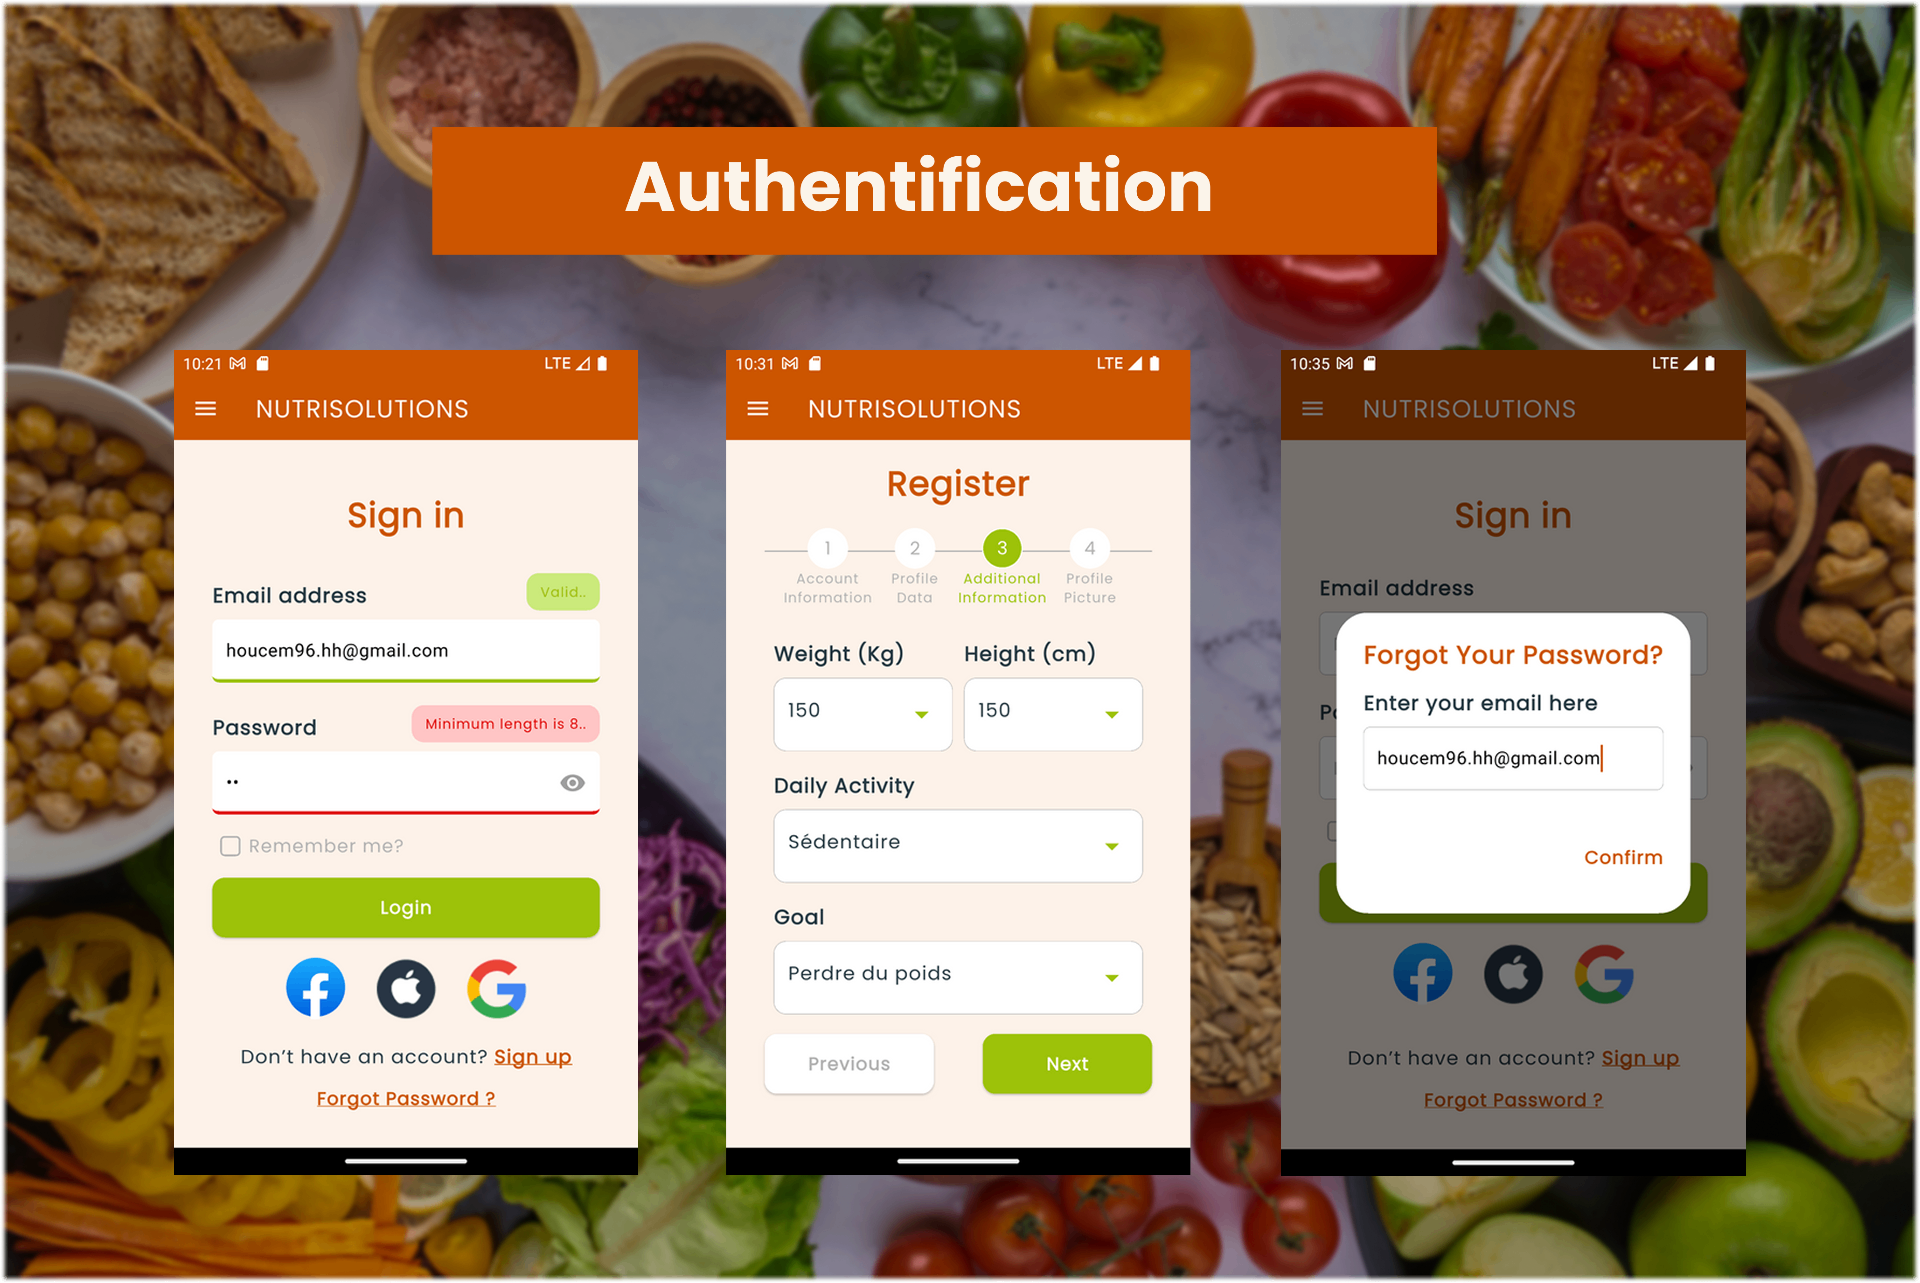 Authentification
10:21 LTE
NUTRISOLUTIONS
Sign in
Email address Valid..
houcem96.hh@gmail.com
Password Minimum length is 8..
••
Remember me?
Login
Don't have an account? Sign up
Forgot Password ?
10:31 LTE
NUTRISOLUTIONS
Register
1 2 3 4
Account Information
Profile Data
Additional Information
Profile Picture
Weight (Kg) Height (cm)
150 150
Daily Activity
Sédentaire
Goal
Perdre du poids
Previous Next
10:35 LTE
NUTRISOLUTIONS
Sign in
Email address
Forgot Your Password?
Enter your email here
houcem96.hh@gmail.com
Confirm
Don't have an account? Sign up
Forgot Password ?